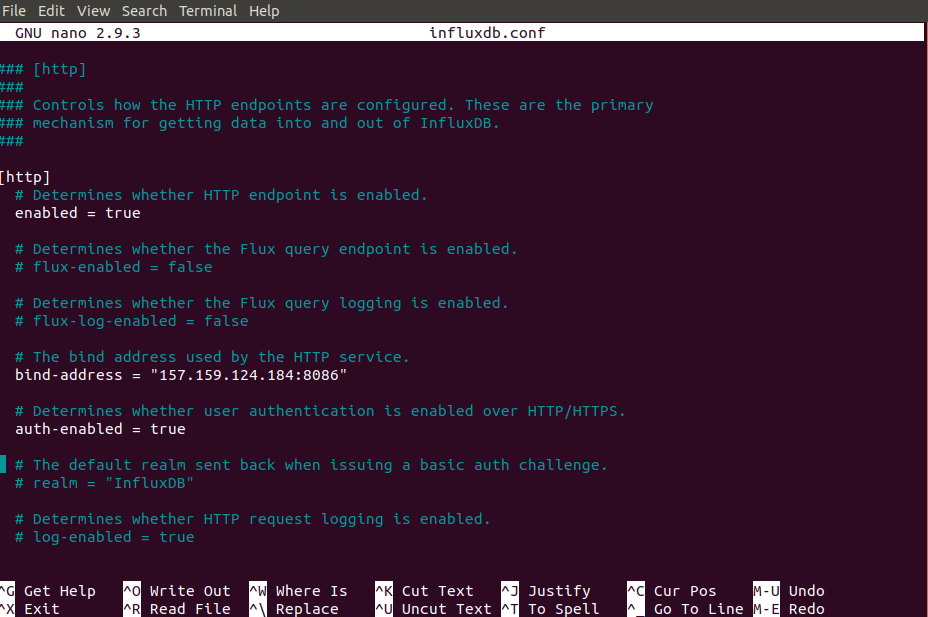 File Edit View Search Terminal Help
GNU nano 2.9.3 influxdb.conf
### [http]
###
### Controls how the HTTP endpoints are configured. These are the primary
### mechanism for getting data into and out of InfluxDB.
###
[http]
# Determines whether HTTP endpoint is enabled.
enabled = true
# Determines whether the Flux query endpoint is enabled.
# flux-enabled = false
# Determines whether the Flux query logging is enabled.
# flux-log-enabled = false
# The bind address used by the HTTP service.
bind-address = "157.159.124.184:8086"
# Determines whether user authentication is enabled over HTTP/HTTPS.
auth-enabled = true
# The default realm sent back when issuing a basic auth challenge.
# realm = "InfluxDB"
# Determines whether HTTP request logging is enabled.
# log-enabled = true
^G Get Help ^O Write Out ^W Where Is ^K Cut Text ^J Justify ^C Cur Pos M-U Undo
^X Exit ^R Read File ^\ Replace ^U Uncut Text ^T To Spell ^_ Go To Line M-E Redo